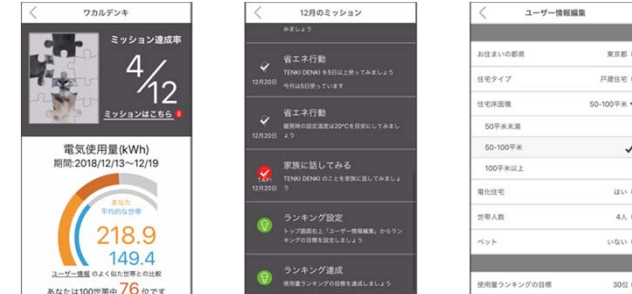 ワカルデンキ
ミッション達成率
4/12
ミッションはこちら
電気使用量(kWh)
期間:2018/12/13～12/19
あなた
平均的な世帯
218.9
149.4
ユーザー情報 のよく似た世帯との比較
あなたは100世帯中 76 位です
12月のミッション
みましょう
省エネ行動
TENKI DENKI を5日以上使ってみましょう
12月20日
今月は5日使っています
省エネ行動
暖房時の設定温度は20°Cを目安にしてみまし
12月20日
ょう
家族に話してみる
TAP!
TENKI DENKI のことを家族に話してみましょ
12月20日
う
ランキング設定
トップ画面右上「ユーザー情報編集」からラン
キングの目標を設定しましょう
ランキング達成
使用量ランキングの目標を達成しましょう
ユーザー情報編集
お住まいの都県
東京都
住宅タイプ
戸建住宅
住宅床面積
50-100平米
50平米未満
50-100平米
100平米以上
電化住宅
はい
世帯人数
4人
ペット
いない
使用量ランキングの目標
30位